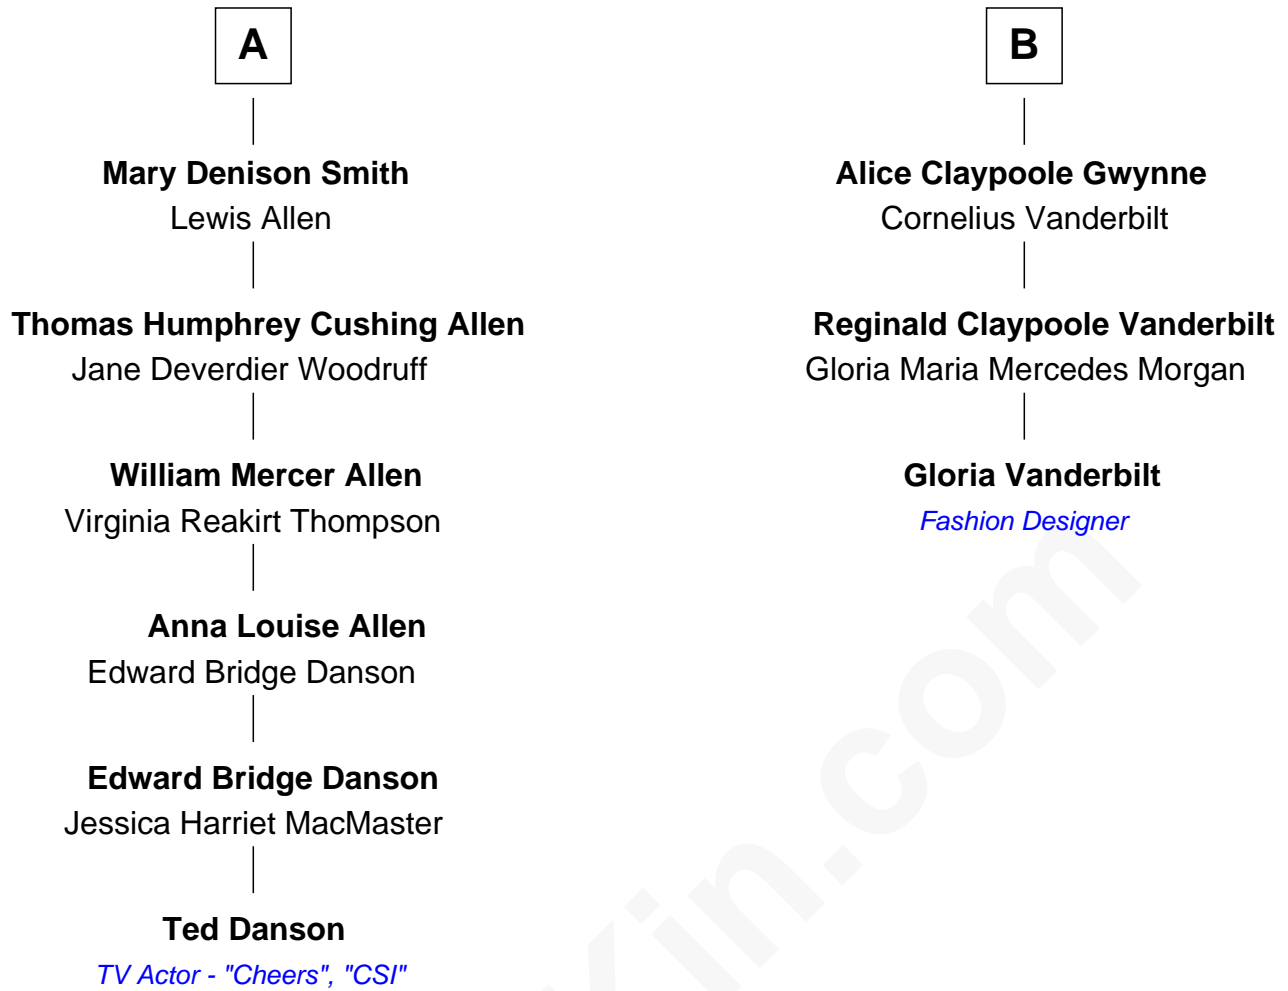 A
Mary Denison Smith
Lewis Allen
Thomas Humphrey Cushing Allen
Jane Deverdier Woodruff
William Mercer Allen
Virginia Reakirt Thompson
Anna Louise Allen
Edward Bridge Danson
Edward Bridge Danson
Jessica Harriet MacMaster
Ted Danson
TV Actor - "Cheers", "CSI"
B
Alice Claypoole Gwynne
Cornelius Vanderbilt
Reginald Claypoole Vanderbilt
Gloria Maria Mercedes Morgan
Gloria Vanderbilt
Fashion Designer